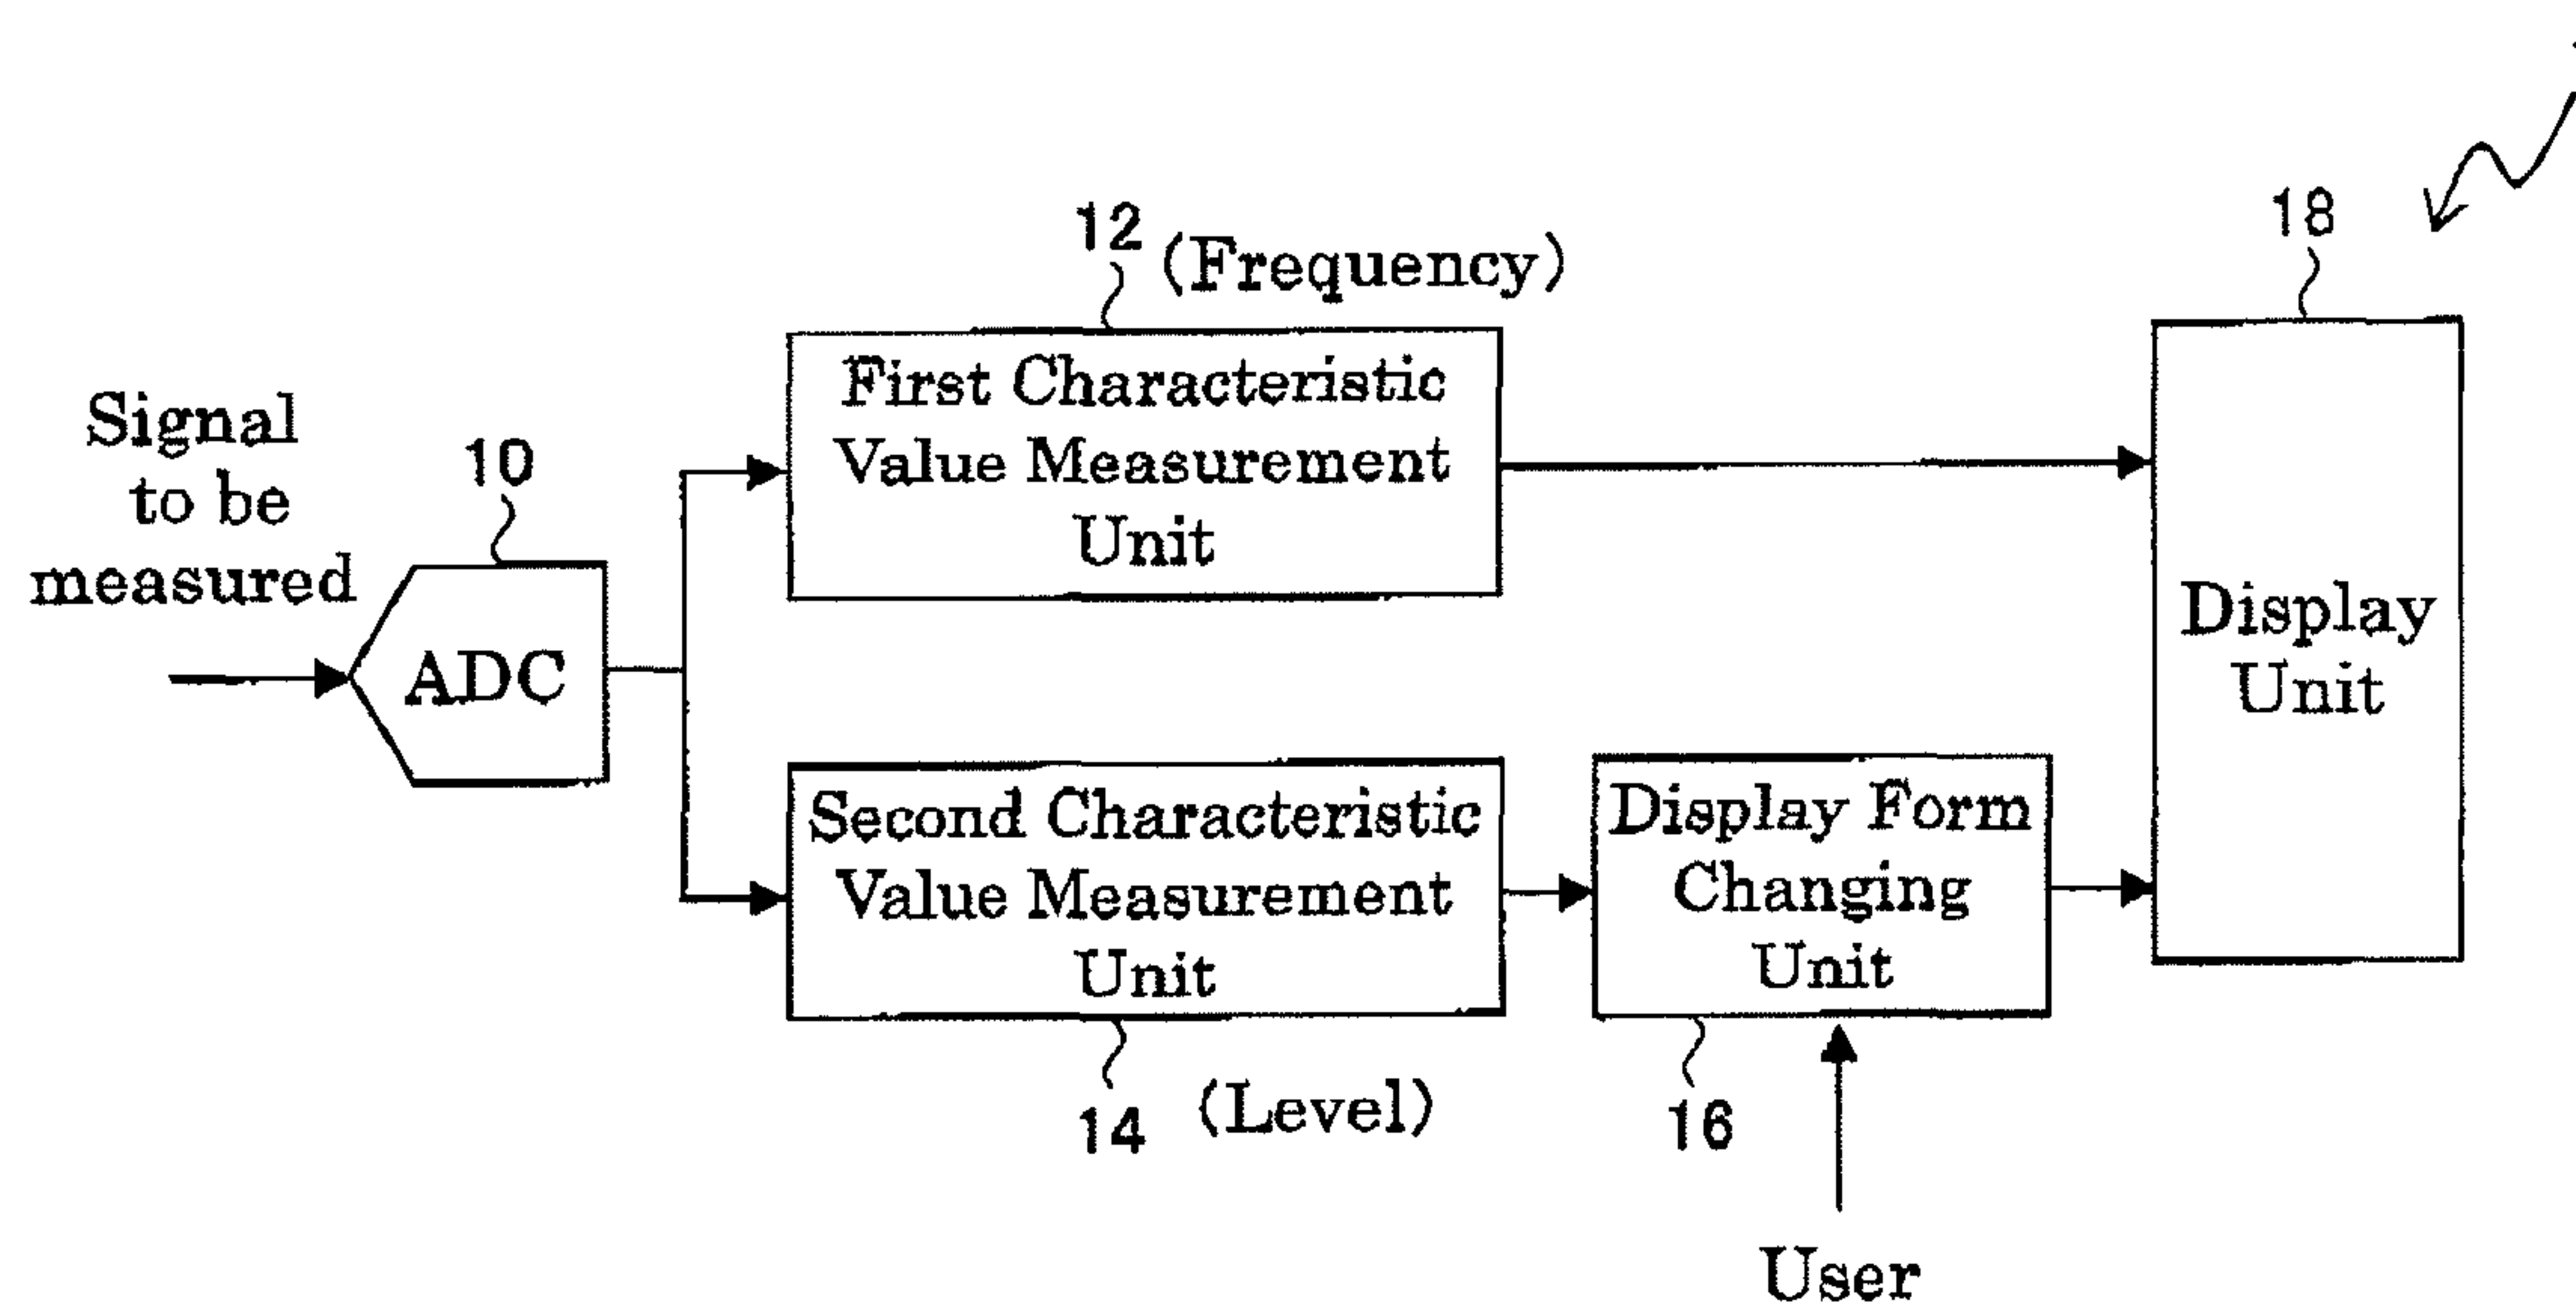 18
12
(Frequency)
First Characteristic
Value Measurement
Unit
Signal
to be
measured
10
ADC
Display
Unit
Second Characteristic
Value Measurement
Unit
Display Form
Changing
Unit
14
(Level)
16
User